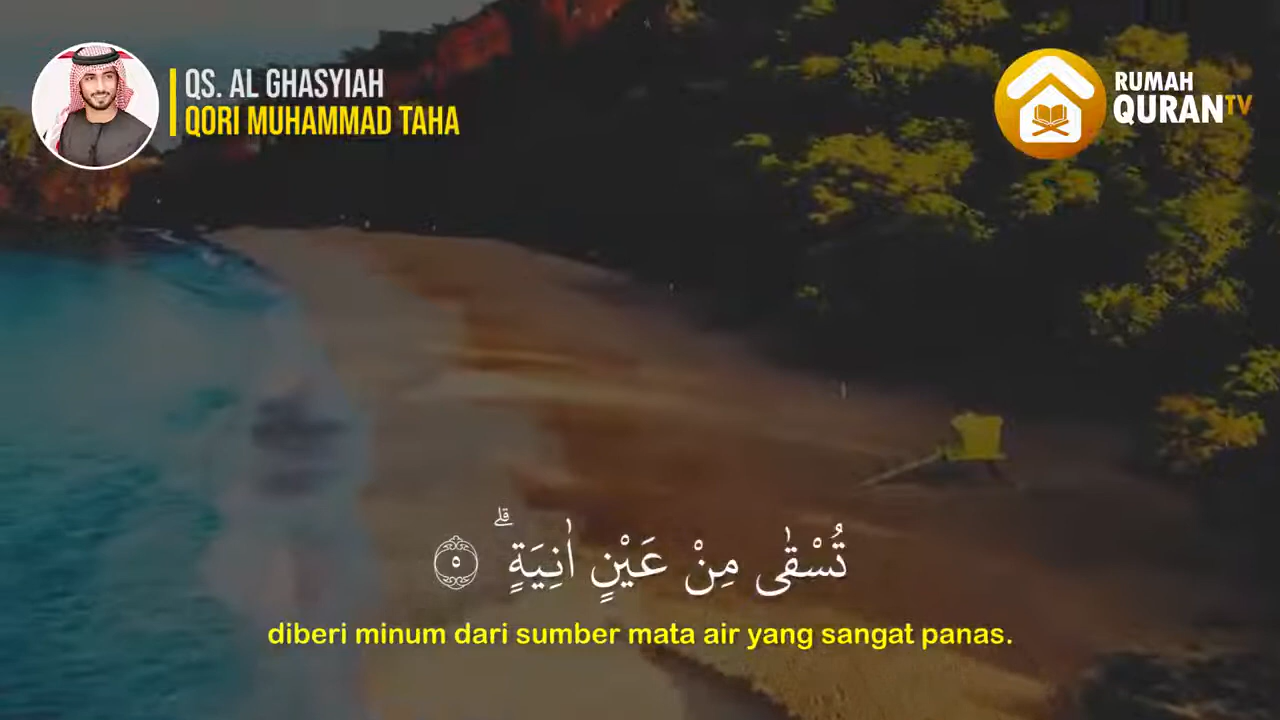 QS. AL GHASYIAH
QORI MUHAMMAD TAHA
RUMAH
QURANTV
تُسْقٰى مِنْ عَيْنٍ اٰنِيَةٍ ۗ ٥
diberi minum dari sumber mata air yang sangat panas.